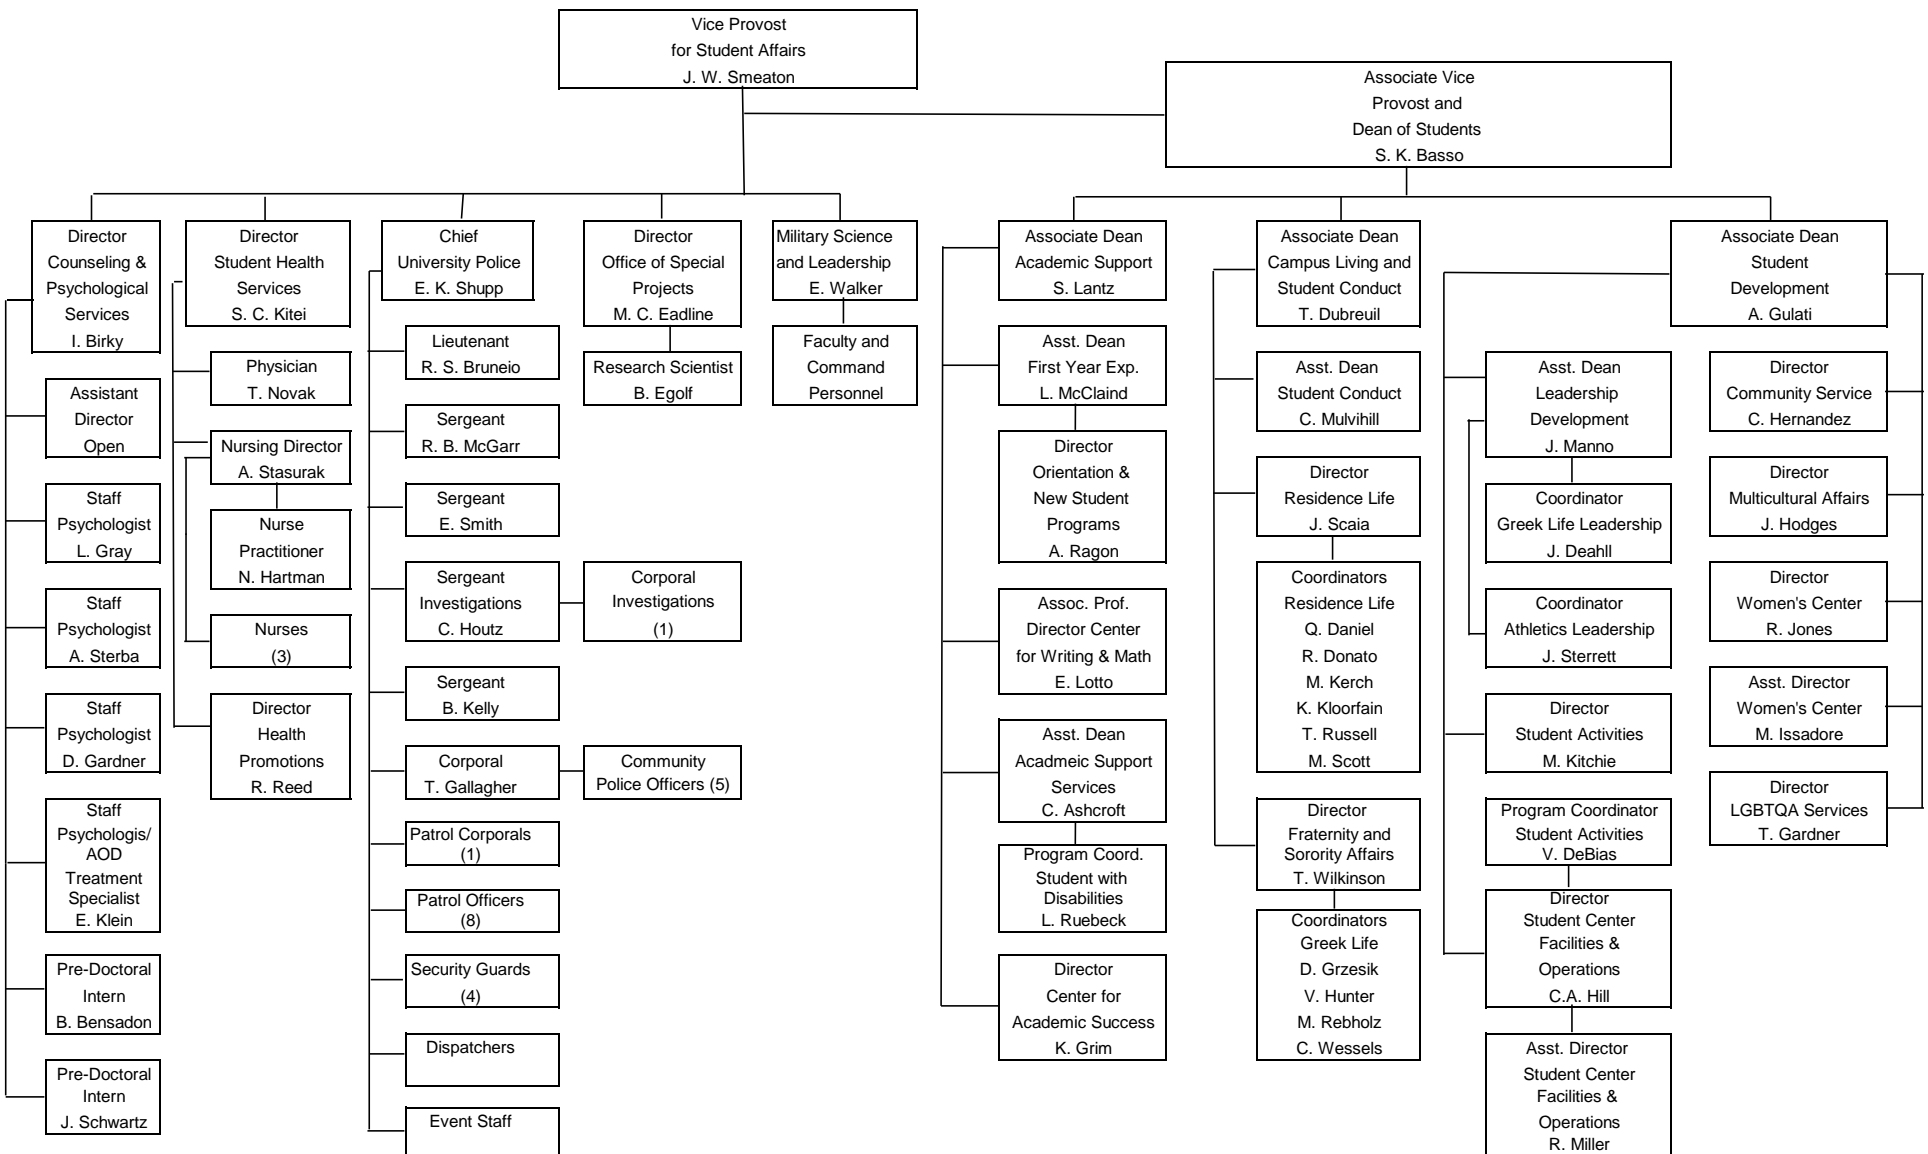 Vice Provost
for Student Affairs
J. W. Smeaton
Associate Vice
Provost and
Dean of Students
S. K. Basso
Director
Counseling &
Psychological
Services
I. Birky
Assistant
Director
Open
Staff
Psychologist
L. Gray
Staff
Psychologist
A. Sterba
Staff
Psychologist
D. Gardner
Staff
Psychologis/
AOD
Treatment
Specialist
E. Klein
Pre-Doctoral
Intern
B. Bensadon
Pre-Doctoral
Intern
J. Schwartz
Director
Student Health
Services
S. C. Kitei
Physician
T. Novak
Nursing Director
A. Stasurak
Nurse
Practitioner
N. Hartman
Nurses
(3)
Director
Health
Promotions
R. Reed
Chief
University Police
E. K. Shupp
Lieutenant
R. S. Bruneio
Sergeant
R. B. McGarr
Sergeant
E. Smith
Sergeant
Investigations
C. Houtz
Corporal
Investigations
(1)
Sergeant
B. Kelly
Corporal
T. Gallagher
Community
Police Officers (5)
Patrol Corporals
(1)
Patrol Officers
(8)
Security Guards
(4)
Dispatchers
Event Staff
Director
Office of Special
Projects
M. C. Eadline
Research Scientist
B. Egolf
Military Science
and Leadership
E. Walker
Faculty and
Command
Personnel
Associate Dean
Academic Support
S. Lantz
Asst. Dean
First Year Exp.
L. McClaind
Director
Orientation &
New Student
Programs
A. Ragon
Assoc. Prof.
Director Center
for Writing & Math
E. Lotto
Asst. Dean
Acadmeic Support
Services
C. Ashcroft
Program Coord.
Student with
Disabilities
L. Ruebeck
Director
Center for
Academic Success
K. Grim
Associate Dean
Campus Living and
Student Conduct
T. Dubreuil
Asst. Dean
Student Conduct
C. Mulvihill
Director
Residence Life
J. Scaia
Coordinators
Residence Life
Q. Daniel
R. Donato
M. Kerch
K. Kloorfain
T. Russell
M. Scott
Director
Fraternity and
Sorority Affairs
T. Wilkinson
Coordinators
Greek Life
D. Grzesik
V. Hunter
M. Rebholz
C. Wessels
Associate Dean
Student
Development
A. Gulati
Asst. Dean
Leadership
Development
J. Manno
Coordinator
Greek Life Leadership
J. Deahll
Coordinator
Athletics Leadership
J. Sterrett
Director
Student Activities
M. Kitchie
Program Coordinator
Student Activities
V. DeBias
Director
Student Center
Facilities &
Operations
C.A. Hill
Asst. Director
Student Center
Facilities &
Operations
R. Miller
Director
Community Service
C. Hernandez
Director
Multicultural Affairs
J. Hodges
Director
Women's Center
R. Jones
Asst. Director
Women's Center
M. Issadore
Director
LGBTQA Services
T. Gardner